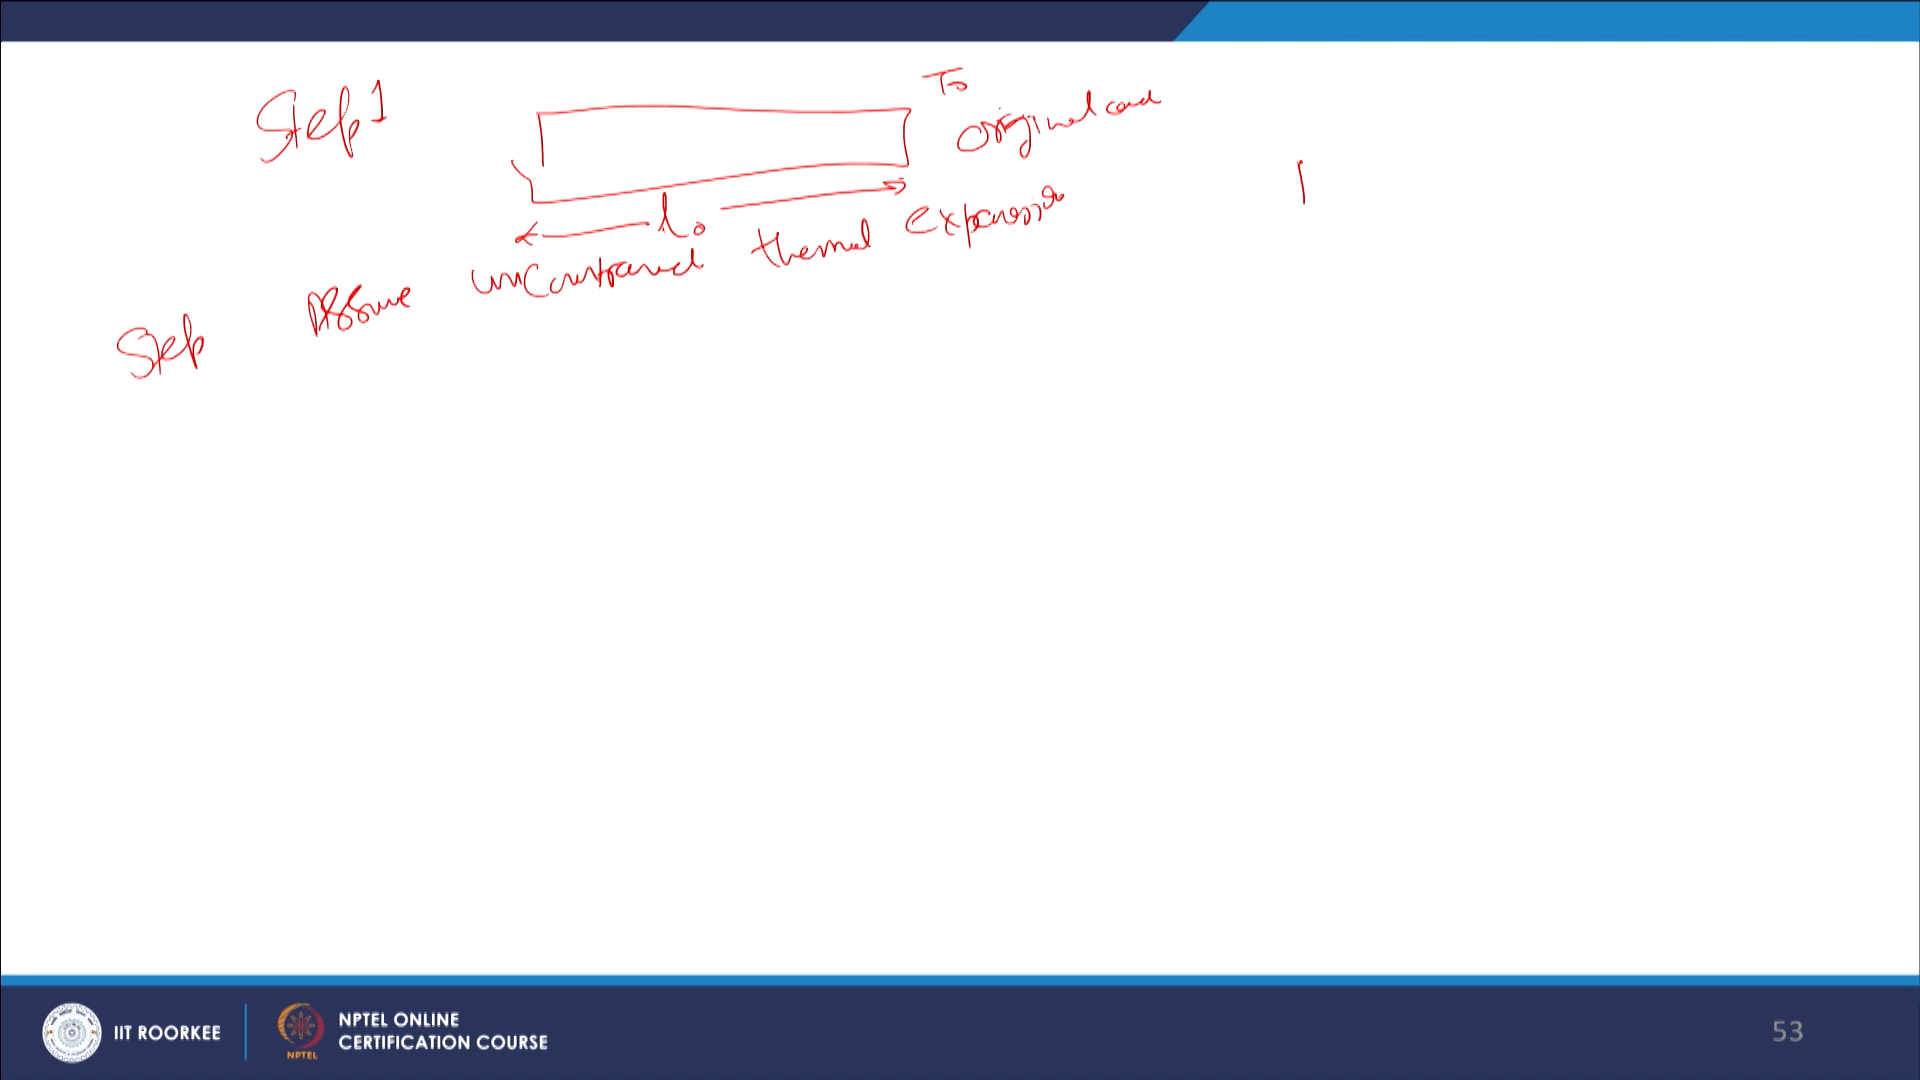 Step 1
To
Original cond
l₀
Step Assume unconstrained thermal expansion
IIT ROORKEE
NPTEL
NPTEL ONLINE
CERTIFICATION COURSE
53